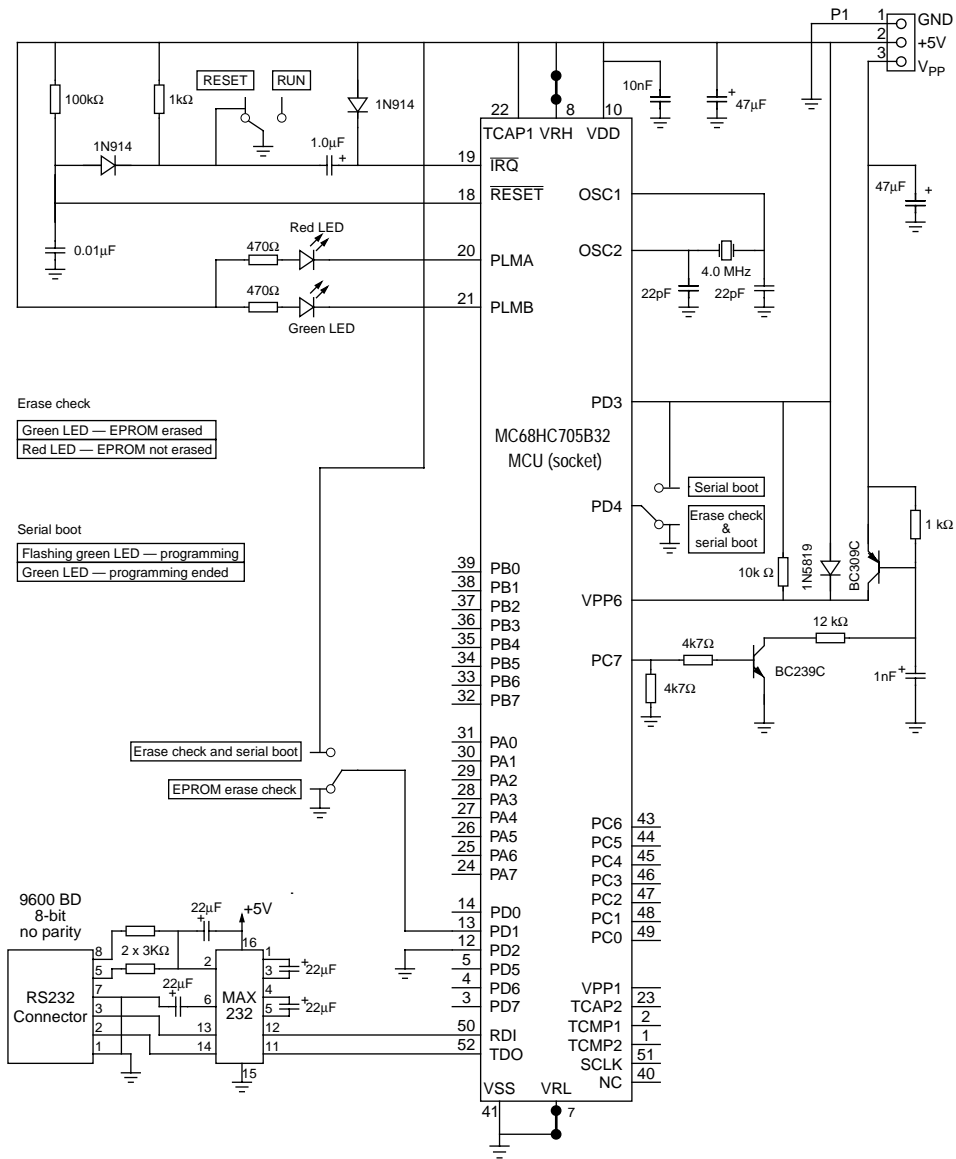 P1
1
GND
2
+5V
3
VPP
RESET
RUN
100kΩ
1kΩ
1N914
10nF
47µF
+
22
8
10
TCAP1
VRH
VDD
1N914
1.0µF
+
19
IRQ
18
RESET
OSC1
47µF
+
0.01µF
Red LED
470Ω
20
PLMA
OSC2
4.0 MHz
22pF
22pF
470Ω
21
PLMB
Green LED
Erase check
Green LED — EPROM erased
Red LED — EPROM not erased
PD3
MC68HC705B32
MCU (socket)
Serial boot
PD4
Erase check
&
serial boot
1 kΩ
Serial boot
Flashing green LED — programming
Green LED — programming ended
10k Ω
1N5819
BC309C
39
PB0
38
PB1
37
PB2
36
PB3
35
PB4
34
PB5
33
PB6
32
PB7
VPP6
12 kΩ
PC7
4k7Ω
4k7Ω
BC239C
1nF
+
31
PA0
30
PA1
29
PA2
28
PA3
27
PA4
26
PA5
25
PA6
24
PA7
Erase check and serial boot
EPROM erase check
PC6
43
PC5
44
PC4
45
PC3
46
PC2
47
PC1
48
PC0
49
14
PD0
13
PD1
12
PD2
5
PD5
4
PD6
3
PD7
9600 BD
8-bit
no parity
22µF
+
+5V
2 x 3KΩ
8
5
7
3
2
1
RS232
Connector
22µF
+
16
2
6
13
14
MAX
232
1
3
4
5
12
11
15
+
22µF
+
22µF
50
RDI
52
TDO
VPP1
TCAP2
23
TCMP1
2
TCMP2
1
SCLK
51
NC
40
VSS
VRL
41
7